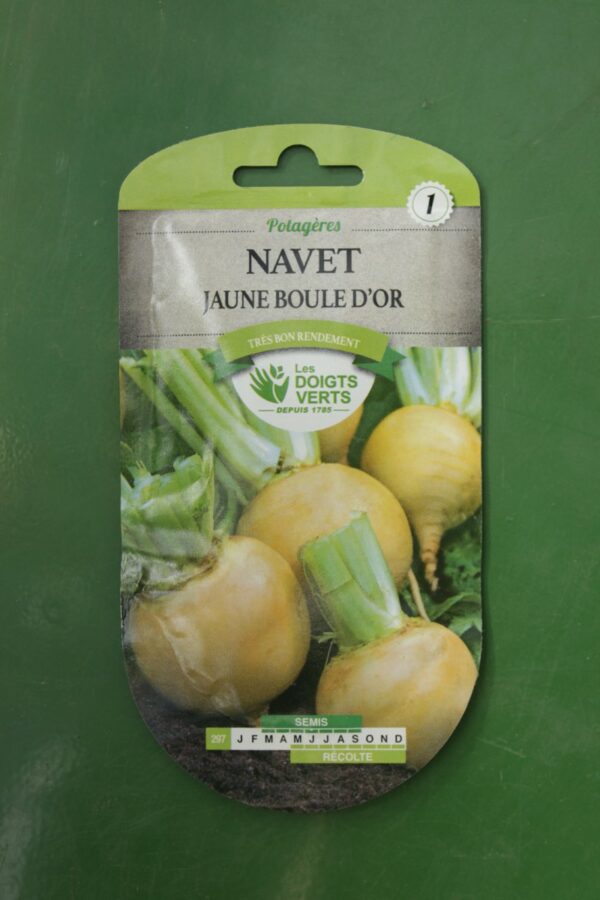 1
Potagères
NAVET
JAUNE BOULE D'OR
TRÈS BON RENDEMENT
Les
DOIGTS
VERTS
DEPUIS 1785
SEMIS
297 J F M A M J J A S O N D
RÉCOLTE